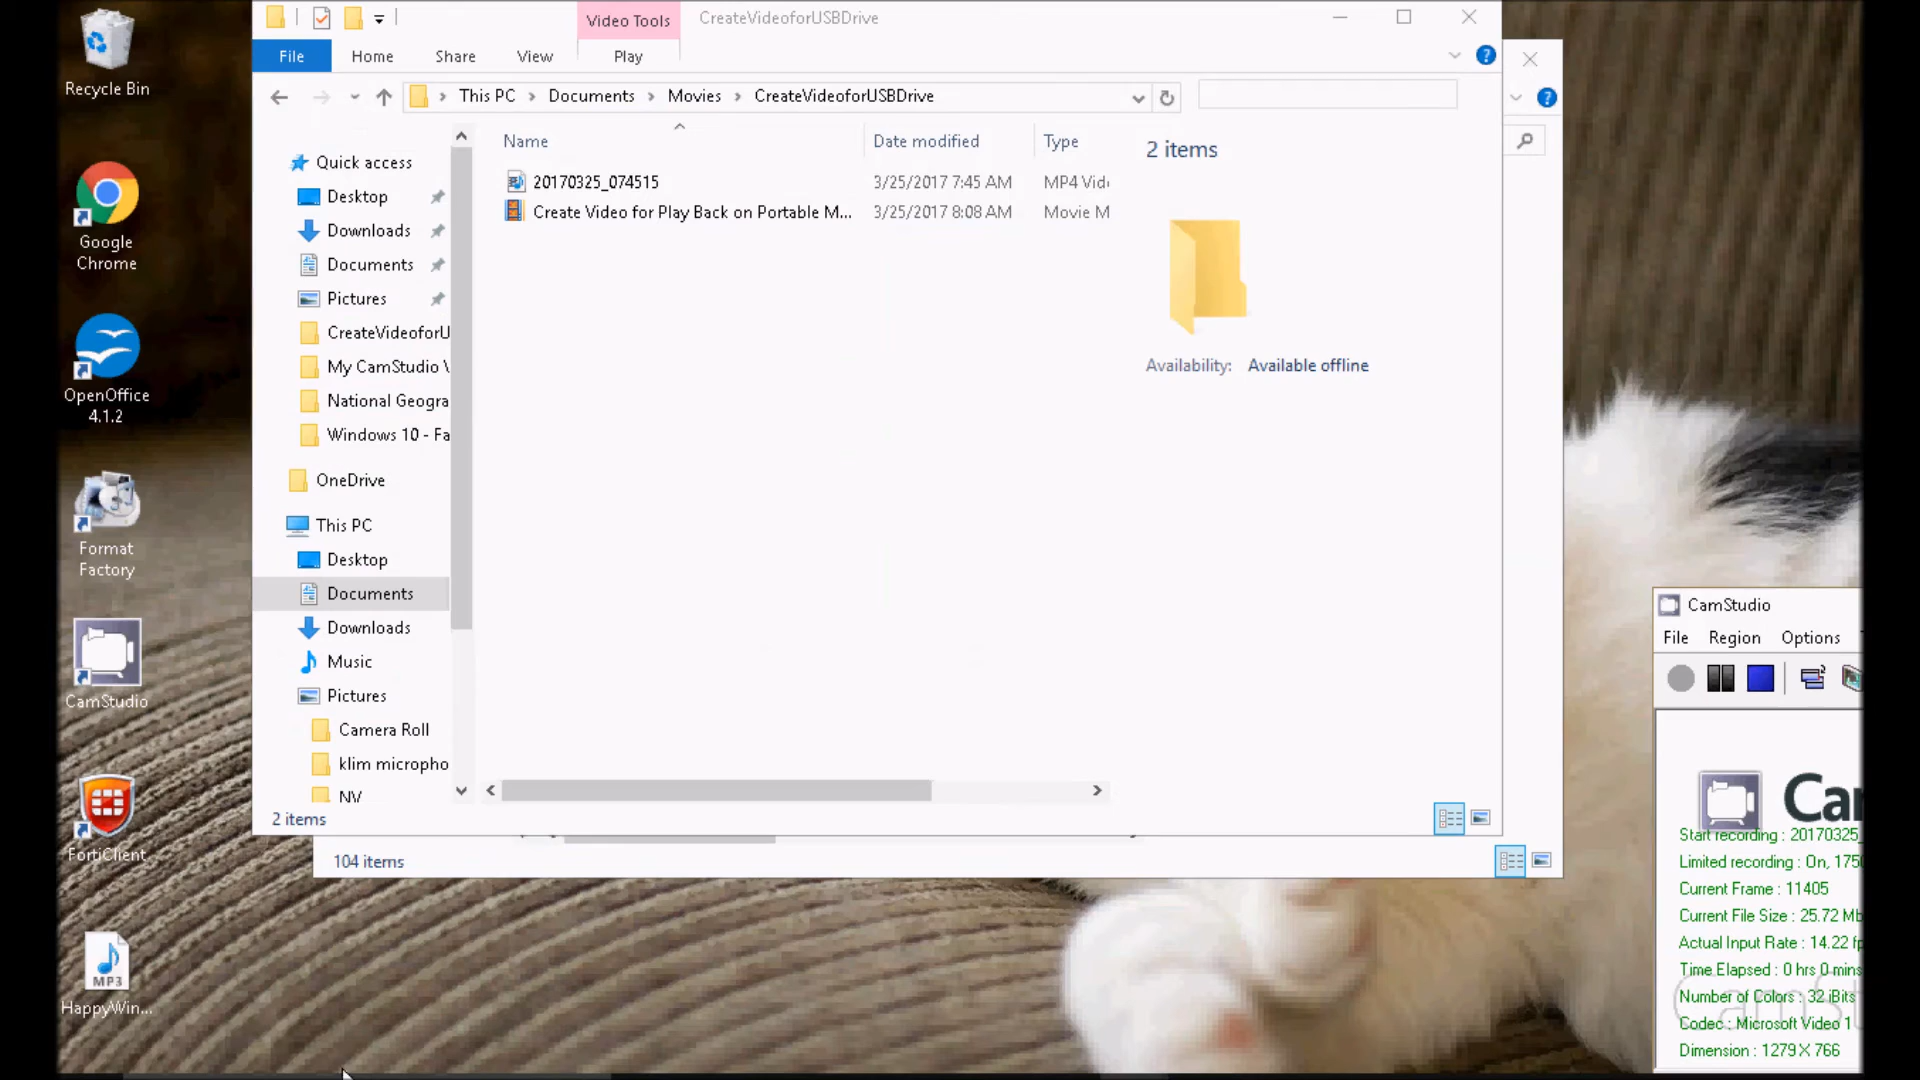 Recycle Bin
Google
Chrome
OpenOffice
4.1.2
Format
Factory
CamStudio
FortiClient
MP3
HappyWin...
Video Tools
CreateVideoforUSBDrive
File
Home
Share
View
Play
This PC
Documents
Movies
CreateVideoforUSBDrive
Quick access
Desktop
Downloads
Documents
Pictures
CreateVideoforU
My CamStudio \
National Geogra
Windows 10 - Fa
OneDrive
This PC
Desktop
Documents
Downloads
Music
Pictures
Camera Roll
klim micropho
NV
2 items
Name
Date modified
Type
20170325_074515
3/25/2017 7:45 AM
MP4 Vid
Create Video for Play Back on Portable M...
3/25/2017 8:08 AM
Movie M
2 items
Availability:
Available offline
104 items
CamStudio
File
Region
Options
Start recording : 20170325_
Limited recording : On, 175
Current Frame : 11405
Current File Size : 25.72 Mb
Actual Input Rate : 14.22 fp
Time Elapsed : 0 hrs 0 mins
Number of Colors : 32 iBits
Codec : Microsoft Video 1
Dimension : 1279 X 766